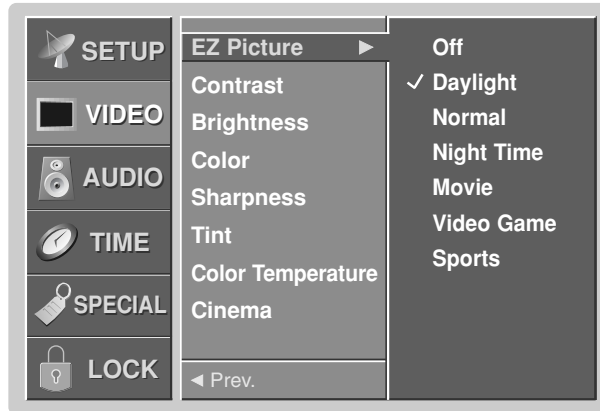 SETUP
VIDEO
AUDIO
TIME
SPECIAL
LOCK
EZ Picture ►
Contrast
Brightness
Color
Sharpness
Tint
Color Temperature
Cinema
◄ Prev.
Off
✓ Daylight
Normal
Night Time
Movie
Video Game
Sports